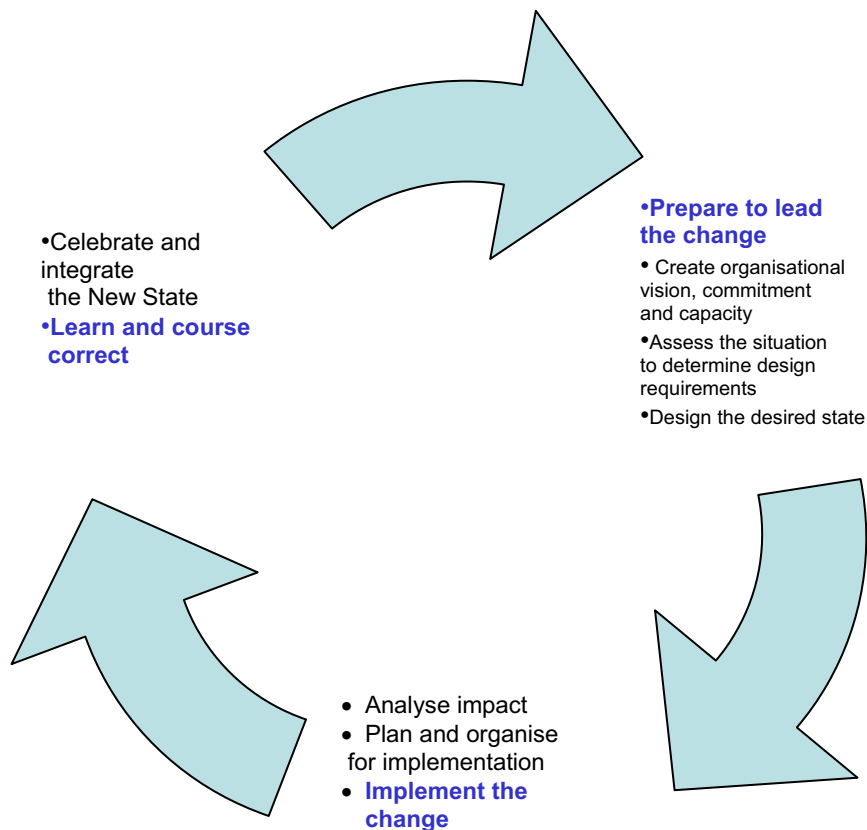 •Prepare to lead
the change
• Create organisational
vision, commitment
and capacity
•Assess the situation
to determine design
requirements
•Design the desired state
• Analyse impact
• Plan and organise
for implementation
• Implement the
change
•Celebrate and
integrate
the New State
•Learn and course
correct